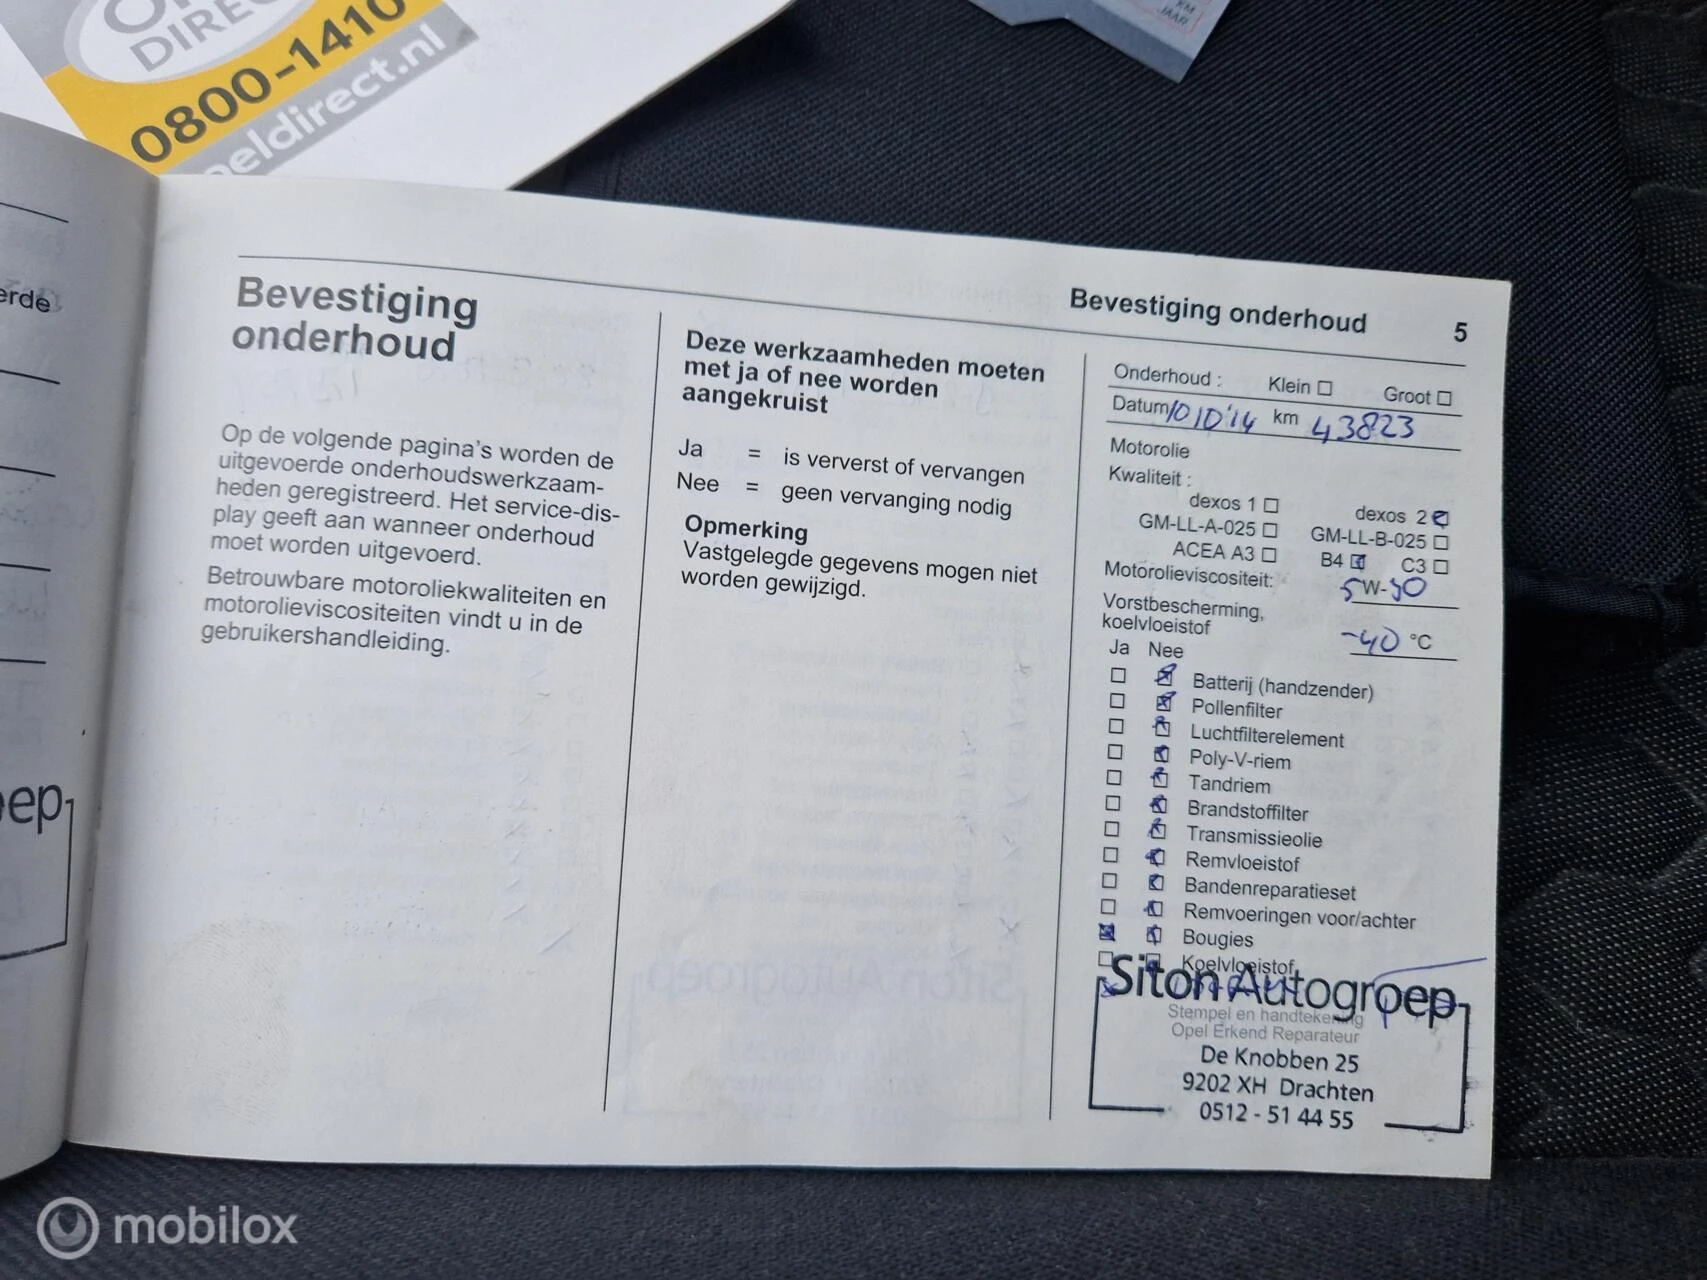 DIREC
0800-1410
eldirect.nl
KM
JAAR
erde
ep
Bevestiging
onderhoud
Op de volgende pagina's worden de
uitgevoerde onderhoudswerkzaam-
heden geregistreerd. Het service-dis-
play geeft aan wanneer onderhoud
moet worden uitgevoerd.
Betrouwbare motoroliekwaliteiten en
motorolieviscositeiten vindt u in de
gebruikershandleiding.
Deze werkzaamheden moeten
met ja of nee worden
aangekruist
Ja = is ververst of vervangen
Nee = geen vervanging nodig
Opmerking
Vastgelegde gegevens mogen niet
worden gewijzigd.
Bevestiging onderhoud 5
Onderhoud : Klein ☐ Groot ☐
Datum 10 10'14 km 43823
Motorolie
Kwaliteit :
dexos 1 ☐ dexos 2
GM-LL-A-025 ☐ GM-LL-B-025 ☐
ACEA A3 ☐ B4 C3 ☐
Motorolieviscositeit: 5 W-30
Vorstbescherming,
koelvloeistof -40 °C
Ja Nee
Batterij (handzender)
Pollenfilter
Luchtfilterelement
Poly-V-riem
Tandriem
Brandstoffilter
Transmissieolie
Remvloeistof
Bandenreparatieset
Remvoeringen voor/achter
Bougies
Koelvloeistof
Siton Autogroep
Stempel en handtekening
Opel Erkend Reparateur
De Knobben 25
9202 XH Drachten
0512 - 51 44 55
mobilox